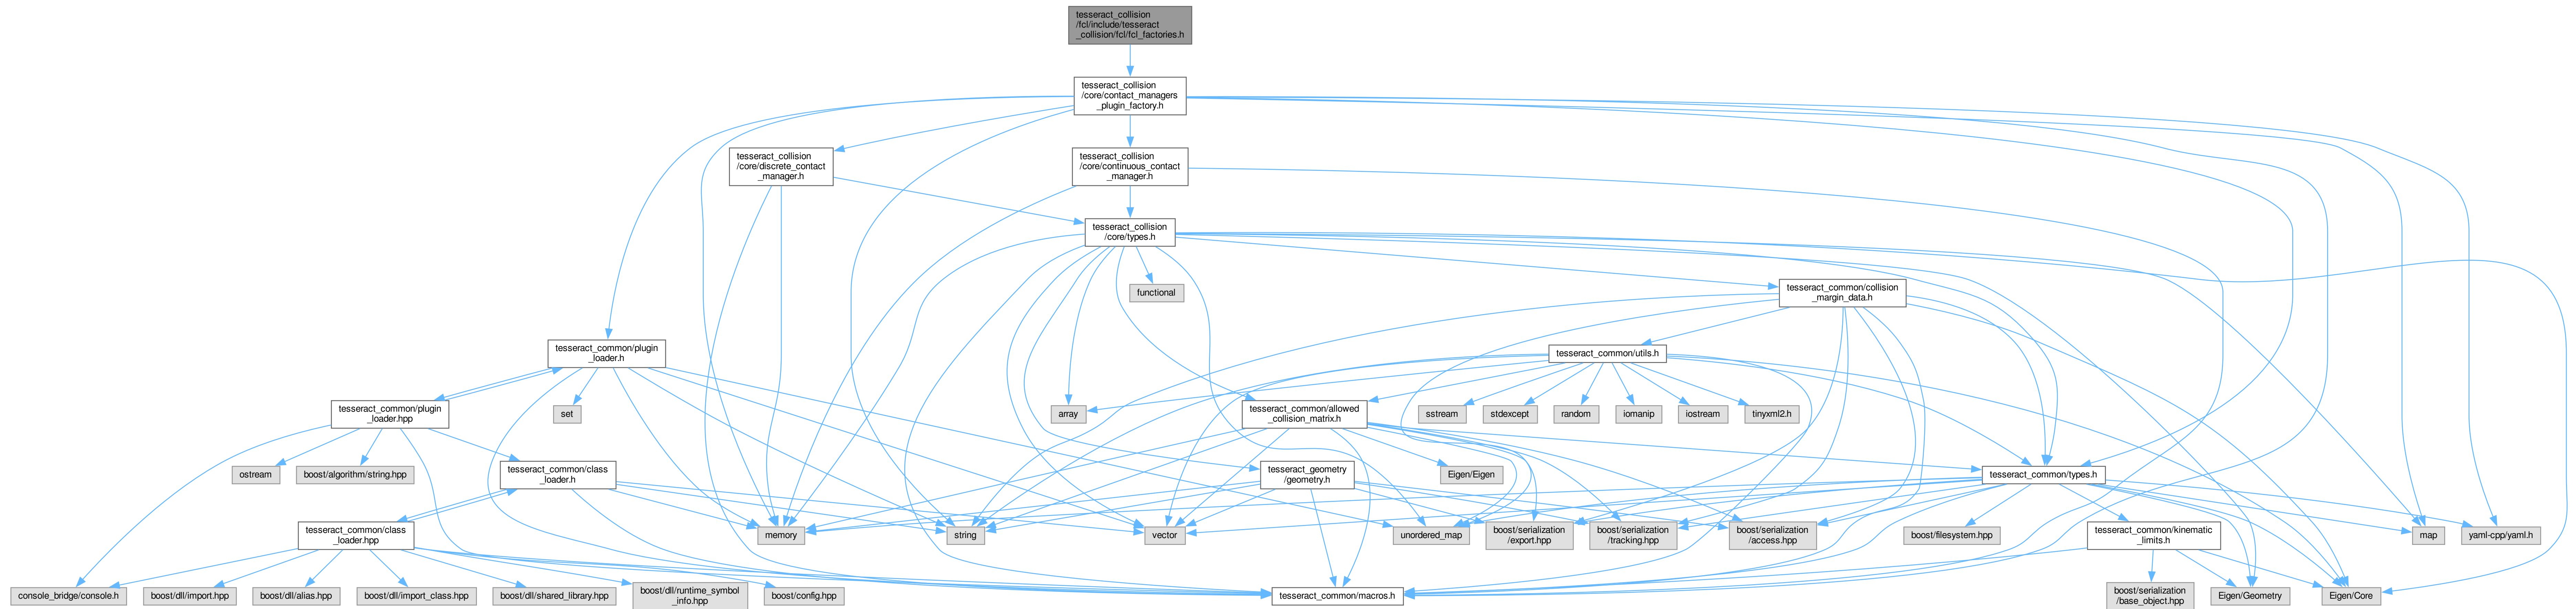 tesseract_collision
/fcl/include/tesseract
_collision/fcl/fcl_factories.h
tesseract_collision
/core/contact_managers
_plugin_factory.h
tesseract_collision
/core/discrete_contact
_manager.h
tesseract_collision
/core/continuous_contact
_manager.h
tesseract_collision
/core/types.h
functional
tesseract_common/collision
_margin_data.h
tesseract_common/plugin
_loader.h
tesseract_common/utils.h
tesseract_common/plugin
_loader.hpp
set
array
tesseract_common/allowed
_collision_matrix.h
sstream
stdexcept
random
iomanip
iostream
tinyxml2.h
ostream
boost/algorithm/string.hpp
tesseract_common/class
_loader.h
tesseract_geometry
/geometry.h
Eigen/Eigen
tesseract_common/types.h
tesseract_common/class
_loader.hpp
memory
string
vector
unordered_map
boost/serialization
/export.hpp
boost/serialization
/tracking.hpp
boost/serialization
/access.hpp
boost/filesystem.hpp
tesseract_common/kinematic
_limits.h
map
yaml-cpp/yaml.h
console_bridge/console.h
boost/dll/import.hpp
boost/dll/alias.hpp
boost/dll/import_class.hpp
boost/dll/shared_library.hpp
boost/dll/runtime_symbol
_info.hpp
boost/config.hpp
tesseract_common/macros.h
boost/serialization
/base_object.hpp
Eigen/Geometry
Eigen/Core